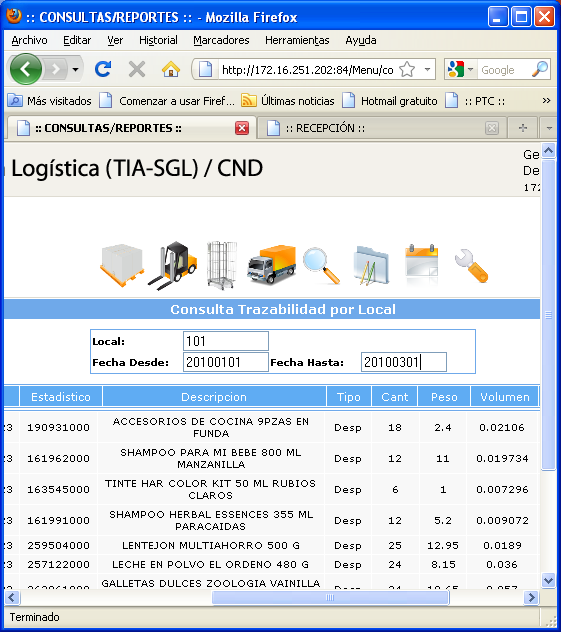 :: CONSULTAS/REPORTES :: - Mozilla Firefox
Archivo Editar Ver Historial Marcadores Herramientas Ayuda
http://172.16.251.202:84/Menu/co
Google
Más visitados Comenzar a usar Firef... Últimas noticias Hotmail gratuito :: PTC :: »
:: CONSULTAS/REPORTES :: :: RECEPCIÓN ::
Logística (TIA-SGL) / CND
Ge
De
172
Consulta Trazabilidad por Local
Local: 101
Fecha Desde: 20100101 Fecha Hasta: 20100301
Estadistico Descripcion Tipo Cant Peso Volumen
23 190931000 ACCESORIOS DE COCINA 9PZAS EN FUNDA Desp 18 2.4 0.02106
23 161962000 SHAMPOO PARA MI BEBE 800 ML MANZANILLA Desp 12 11 0.019734
23 163545000 TINTE HAR COLOR KIT 50 ML RUBIOS CLAROS Desp 6 1 0.007296
23 161991000 SHAMPOO HERBAL ESSENCES 355 ML PARACAIDAS Desp 12 5.2 0.009072
23 259504000 LENTEJON MULTIAHORRO 500 G Desp 25 12.95 0.0189
23 257122000 LECHE EN POLVO EL ORDENO 480 G Desp 24 8.15 0.036
GALLETAS DULCES ZOOLOGIA VAINILLA
Terminado